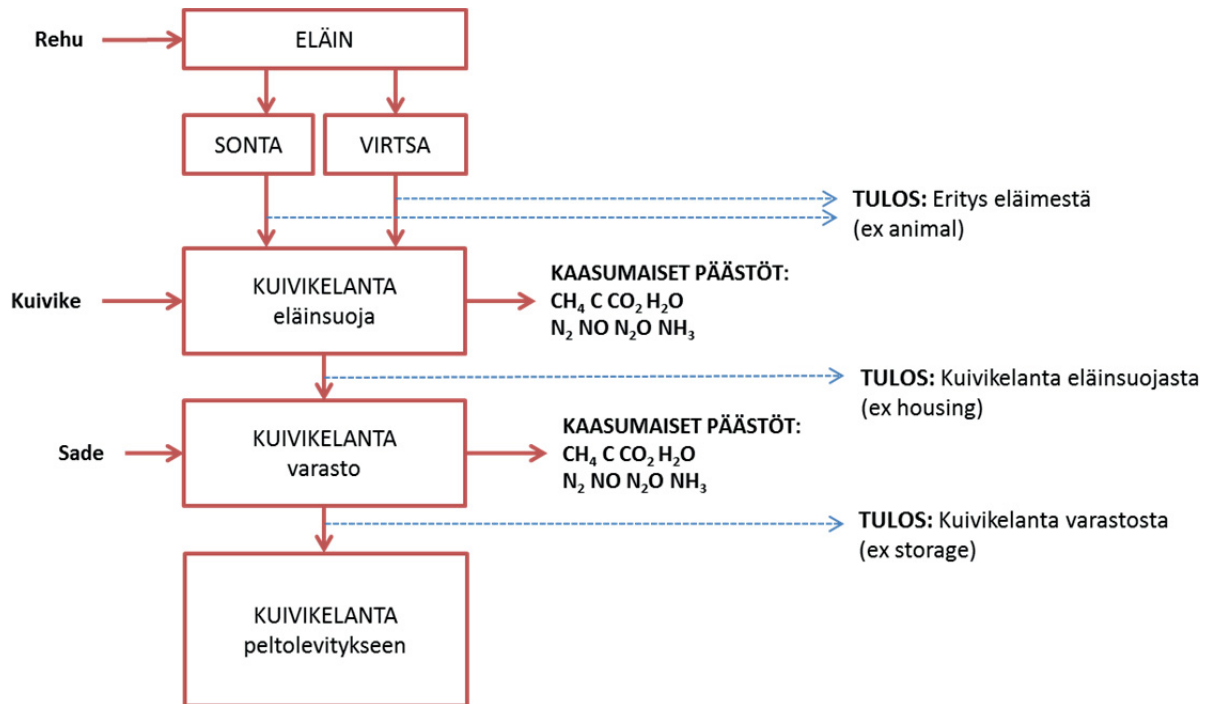 Rehu
ELÄIN
SONTA
VIRTSA
TULOS: Eritys eläimestä
(ex animal)
Kuivike
KUIVIKELANTA
eläinsuoja
KAASUMAISET PÄÄSTÖT:
CH₄ C CO₂ H₂O
N₂ NO N₂O NH₃
TULOS: Kuivikelanta eläinsuojasta
(ex housing)
Sade
KUIVIKELANTA
varasto
KAASUMAISET PÄÄSTÖT:
CH₄ C CO₂ H₂O
N₂ NO N₂O NH₃
TULOS: Kuivikelanta varastosta
(ex storage)
KUIVIKELANTA
peltolevitykseen